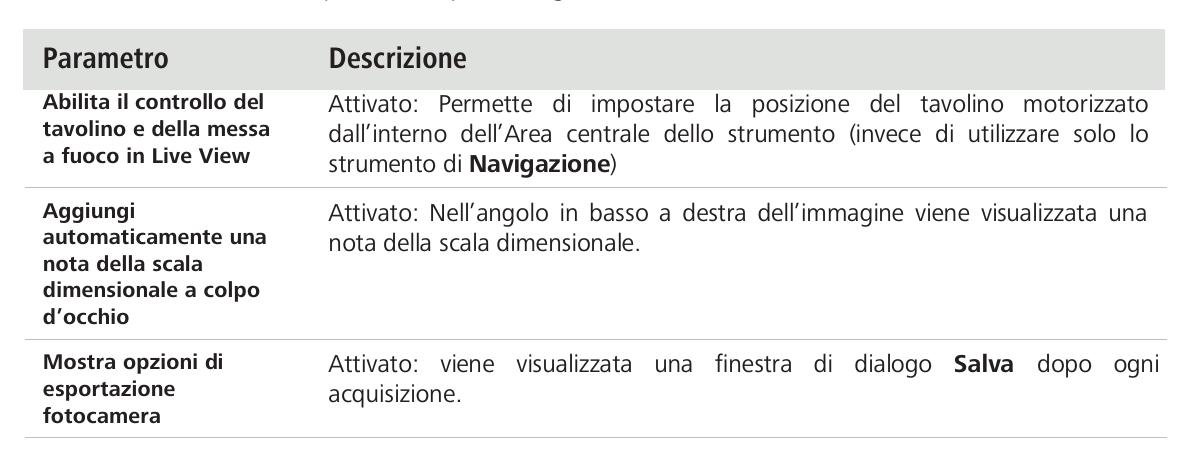 Parametro Descrizione
Abilita il controllo del
tavolino e della messa
a fuoco in Live View
Attivato: Permette di impostare la posizione del tavolino motorizzato
dall'interno dell'Area centrale dello strumento (invece di utilizzare solo lo
strumento di Navigazione)
Aggiungi
automaticamente una
nota della scala
dimensionale a colpo
d'occhio
Attivato: Nell'angolo in basso a destra dell'immagine viene visualizzata una
nota della scala dimensionale.
Mostra opzioni di
esportazione
fotocamera
Attivato: viene visualizzata una finestra di dialogo Salva dopo ogni
acquisizione.